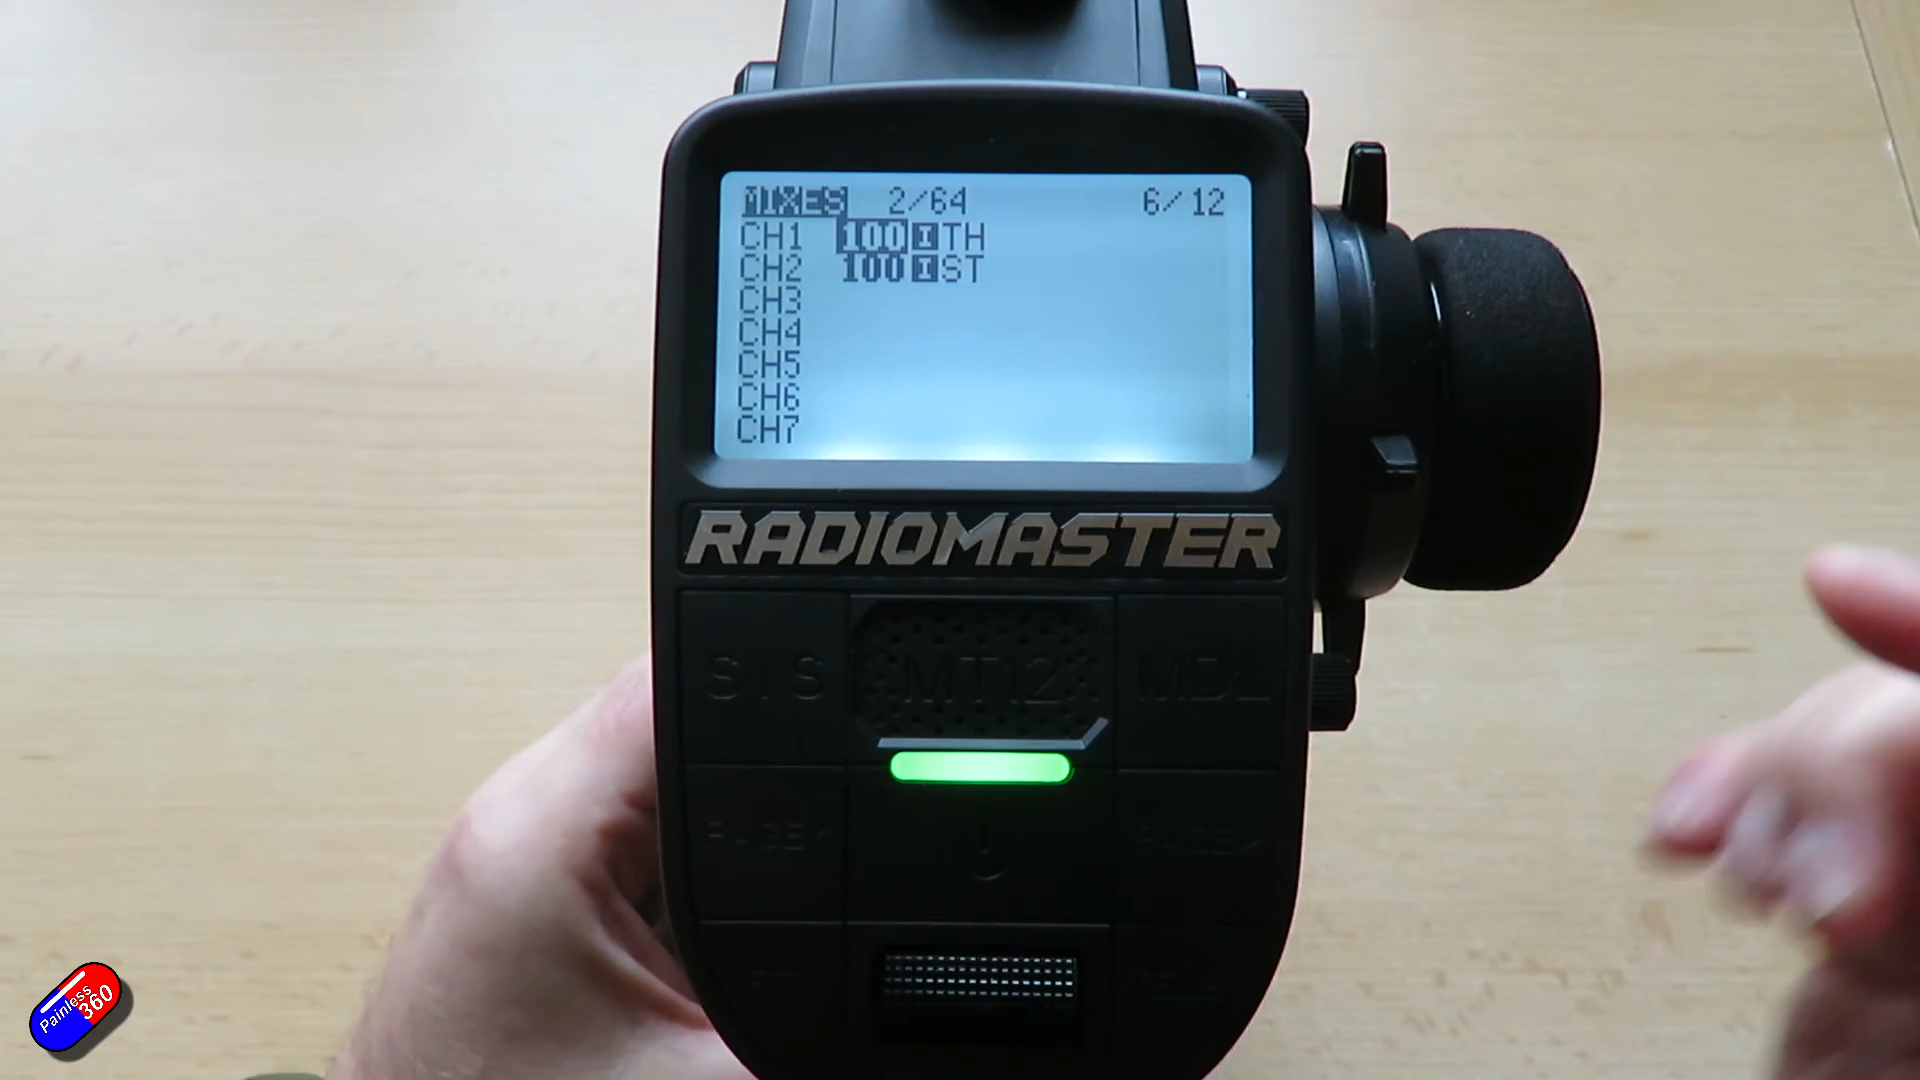 MIXES 2/64 6/12
CH1 100 I TH
CH2 100 I ST
CH3
CH4
CH5
CH6
CH7
RADIOMASTER
SYS MT12 MDL
Painless
360